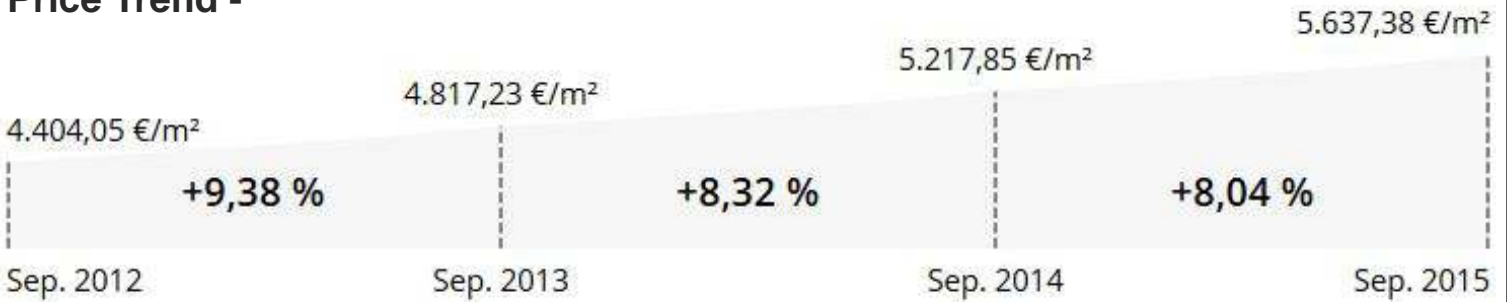 Price Trend -
5.637,38 €/m²
5.217,85 €/m²
4.817,23 €/m²
4.404,05 €/m²
+9,38 % +8,32 % +8,04 %
Sep. 2012 Sep. 2013 Sep. 2014 Sep. 2015